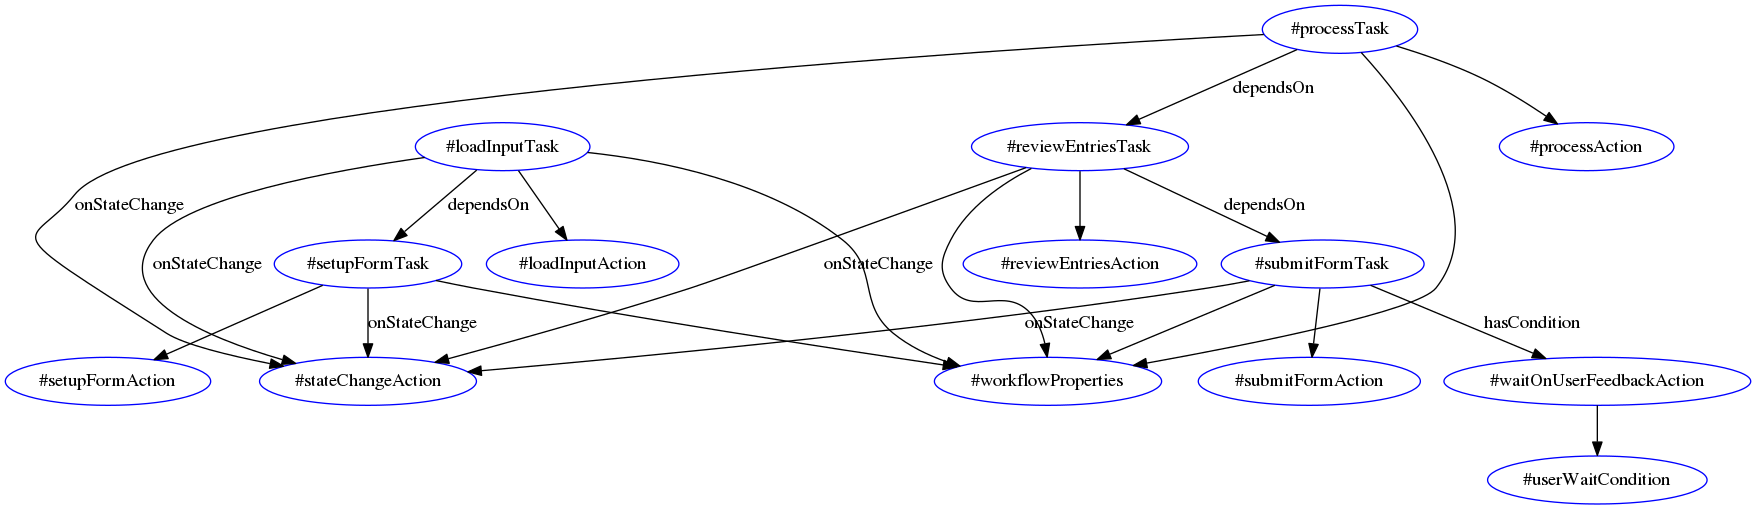 #processTask
dependsOn
#loadInputTask
#reviewEntriesTask
#processAction
onStateChange
dependsOn
dependsOn
onStateChange
#setupFormTask
#loadInputAction
onStateChange
#reviewEntriesAction
#submitFormTask
onStateChange
onStateChange
hasCondition
#setupFormAction
#stateChangeAction
#workflowProperties
#submitFormAction
#waitOnUserFeedbackAction
#userWaitCondition